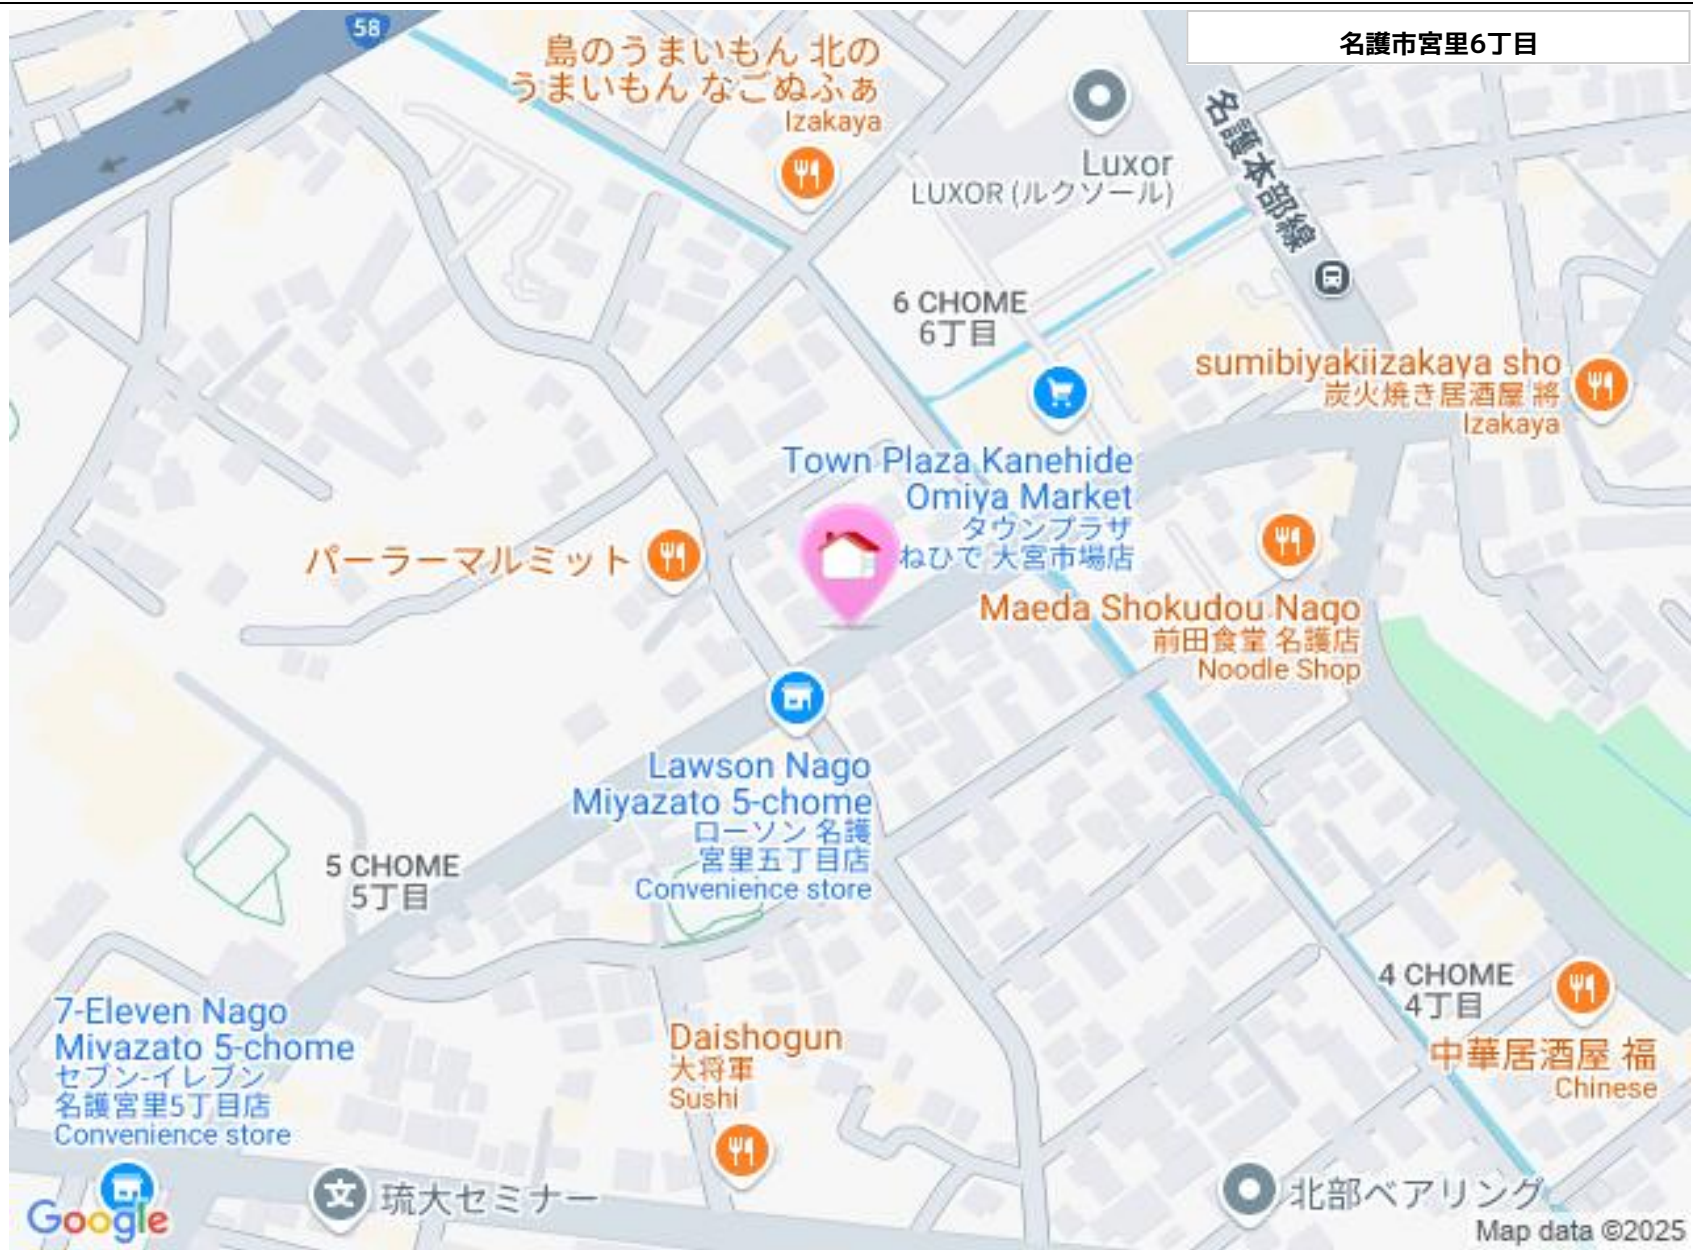 58
名護市宮里6丁目
島のうまいもん 北の
うまいもん なごぬふぁ
Izakaya
Luxor
LUXOR (ルクソール)
名護本部線
6 CHOME
6丁目
sumibiyakiizakaya sho
炭火焼き居酒屋 將
Izakaya
Town Plaza Kanehide
Omiya Market
タウンプラザ
ねひで 大宮市場店
パーラーマルミット
Maeda Shokudou Nago
前田食堂 名護店
Noodle Shop
Lawson Nago
Miyazato 5-chome
ローソン 名護
宮里五丁目店
Convenience store
5 CHOME
5丁目
4 CHOME
4丁目
7-Eleven Nago
Miyazato 5-chome
セブン-イレブン
名護宮里5丁目店
Convenience store
Daishogun
大将軍
Sushi
中華居酒屋 福
Chinese
文 琉大セミナー
北部ベアリング
Google
Map data ©2025